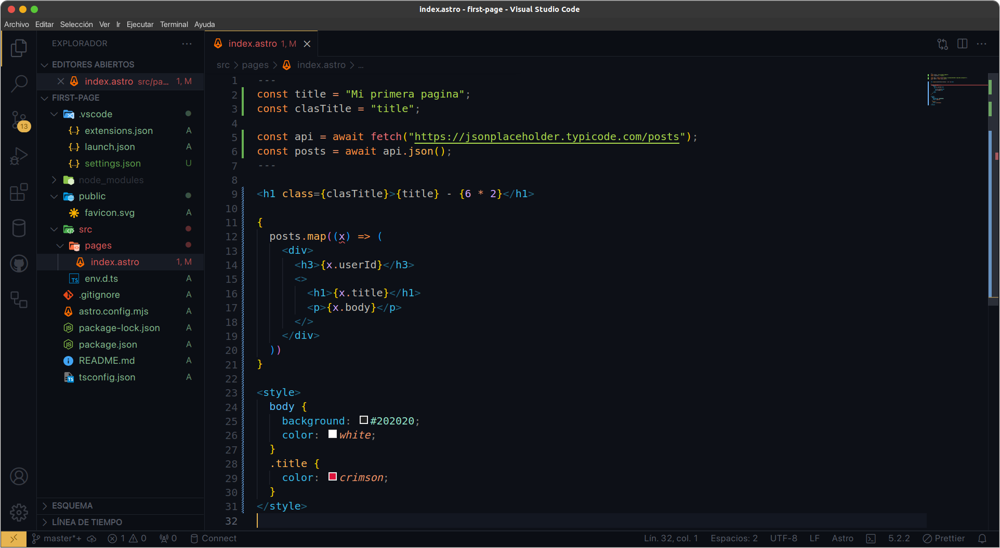 index.astro - first-page - Visual Studio Code
Archivo Editar Selección Ver Ir Ejecutar Terminal Ayuda
EXPLORADOR
EDITORES ABIERTOS
index.astro src/pa... 1, M
FIRST-PAGE
.vscode
{..} extensions.json A
{..} launch.json A
{..} settings.json U
node_modules
public
favicon.svg A
src
pages
index.astro 1, M
TS env.d.ts A
.gitignore A
astro.config.mjs A
JS package-lock.json A
JS package.json A
README.md A
TS tsconfig.json A
ESQUEMA
LÍNEA DE TIEMPO
13
index.astro 1, M
src > pages > index.astro > ...
1 ---
2 const title = "Mi primera pagina";
3 const clasTitle = "title";
4
5 const api = await fetch("https://jsonplaceholder.typicode.com/posts");
6 const posts = await api.json();
7 ---
8
9 <h1 class={clasTitle}>{title} - {6 * 2}</h1>
10
11 {
12 posts.map((x) => (
13 <div>
14 <h3>{x.userId}</h3>
15 <>
16 <h1>{x.title}</h1>
17 <p>{x.body}</p>
18 </>
19 </div>
20 ))
21 }
22
23 <style>
24 body {
25 background: #202020;
26 color: white;
27 }
28 .title {
29 color: crimson;
30 }
31 </style>
32
master*+ 1 0 0 Connect Lín. 32, col. 1 Espacios: 2 UTF-8 LF Astro 5.2.2 Prettier